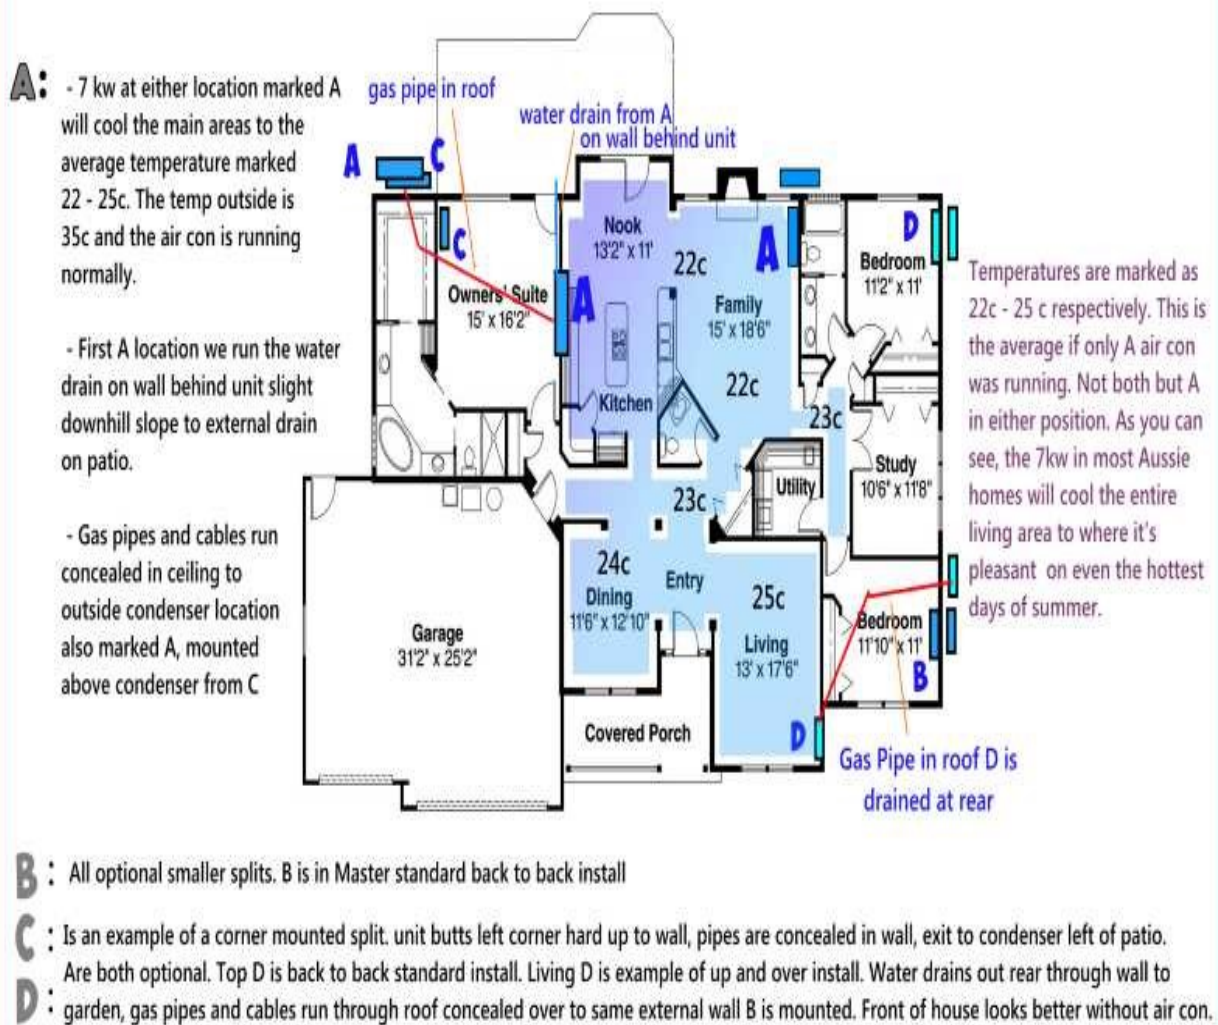 A: - 7 kw at either location marked A
will cool the main areas to the
average temperature marked
22 - 25c. The temp outside is
35c and the air con is running
normally.
- First A location we run the water
drain on wall behind unit slight
downhill slope to external drain
on patio.
- Gas pipes and cables run
concealed in ceiling to
outside condenser location
also marked A, mounted
above condenser from C
gas pipe in roof
water drain from A
on wall behind unit
A
C
C
A
A
D
Nook
13'2" x 11'
22c
Bedroom
11'2" x 11'
Owners' Suite
15' x 16'2"
Family
15' x 18'6"
22c
Kitchen
23c
Study
10'6" x 11'8"
Utility
23c
24c
Dining
11'6" x 12'10"
Entry
25c
Living
13' x 17'6"
Garage
31'2" x 25'2"
Bedroom
11'10" x 11'
B
D
Covered Porch
Gas Pipe in roof D is
drained at rear
Temperatures are marked as
22c - 25 c respectively. This is
the average if only A air con
was running. Not both but A
in either position. As you can
see, the 7kw in most Aussie
homes will cool the entire
living area to where it's
pleasant on even the hottest
days of summer.
B : All optional smaller splits. B is in Master standard back to back install
C : Is an example of a corner mounted split. unit butts left corner hard up to wall, pipes are concealed in wall, exit to condenser left of patio.
Are both optional. Top D is back to back standard install. Living D is example of up and over install. Water drains out rear through wall to
D : garden, gas pipes and cables run through roof concealed over to same external wall B is mounted. Front of house looks better without air con.